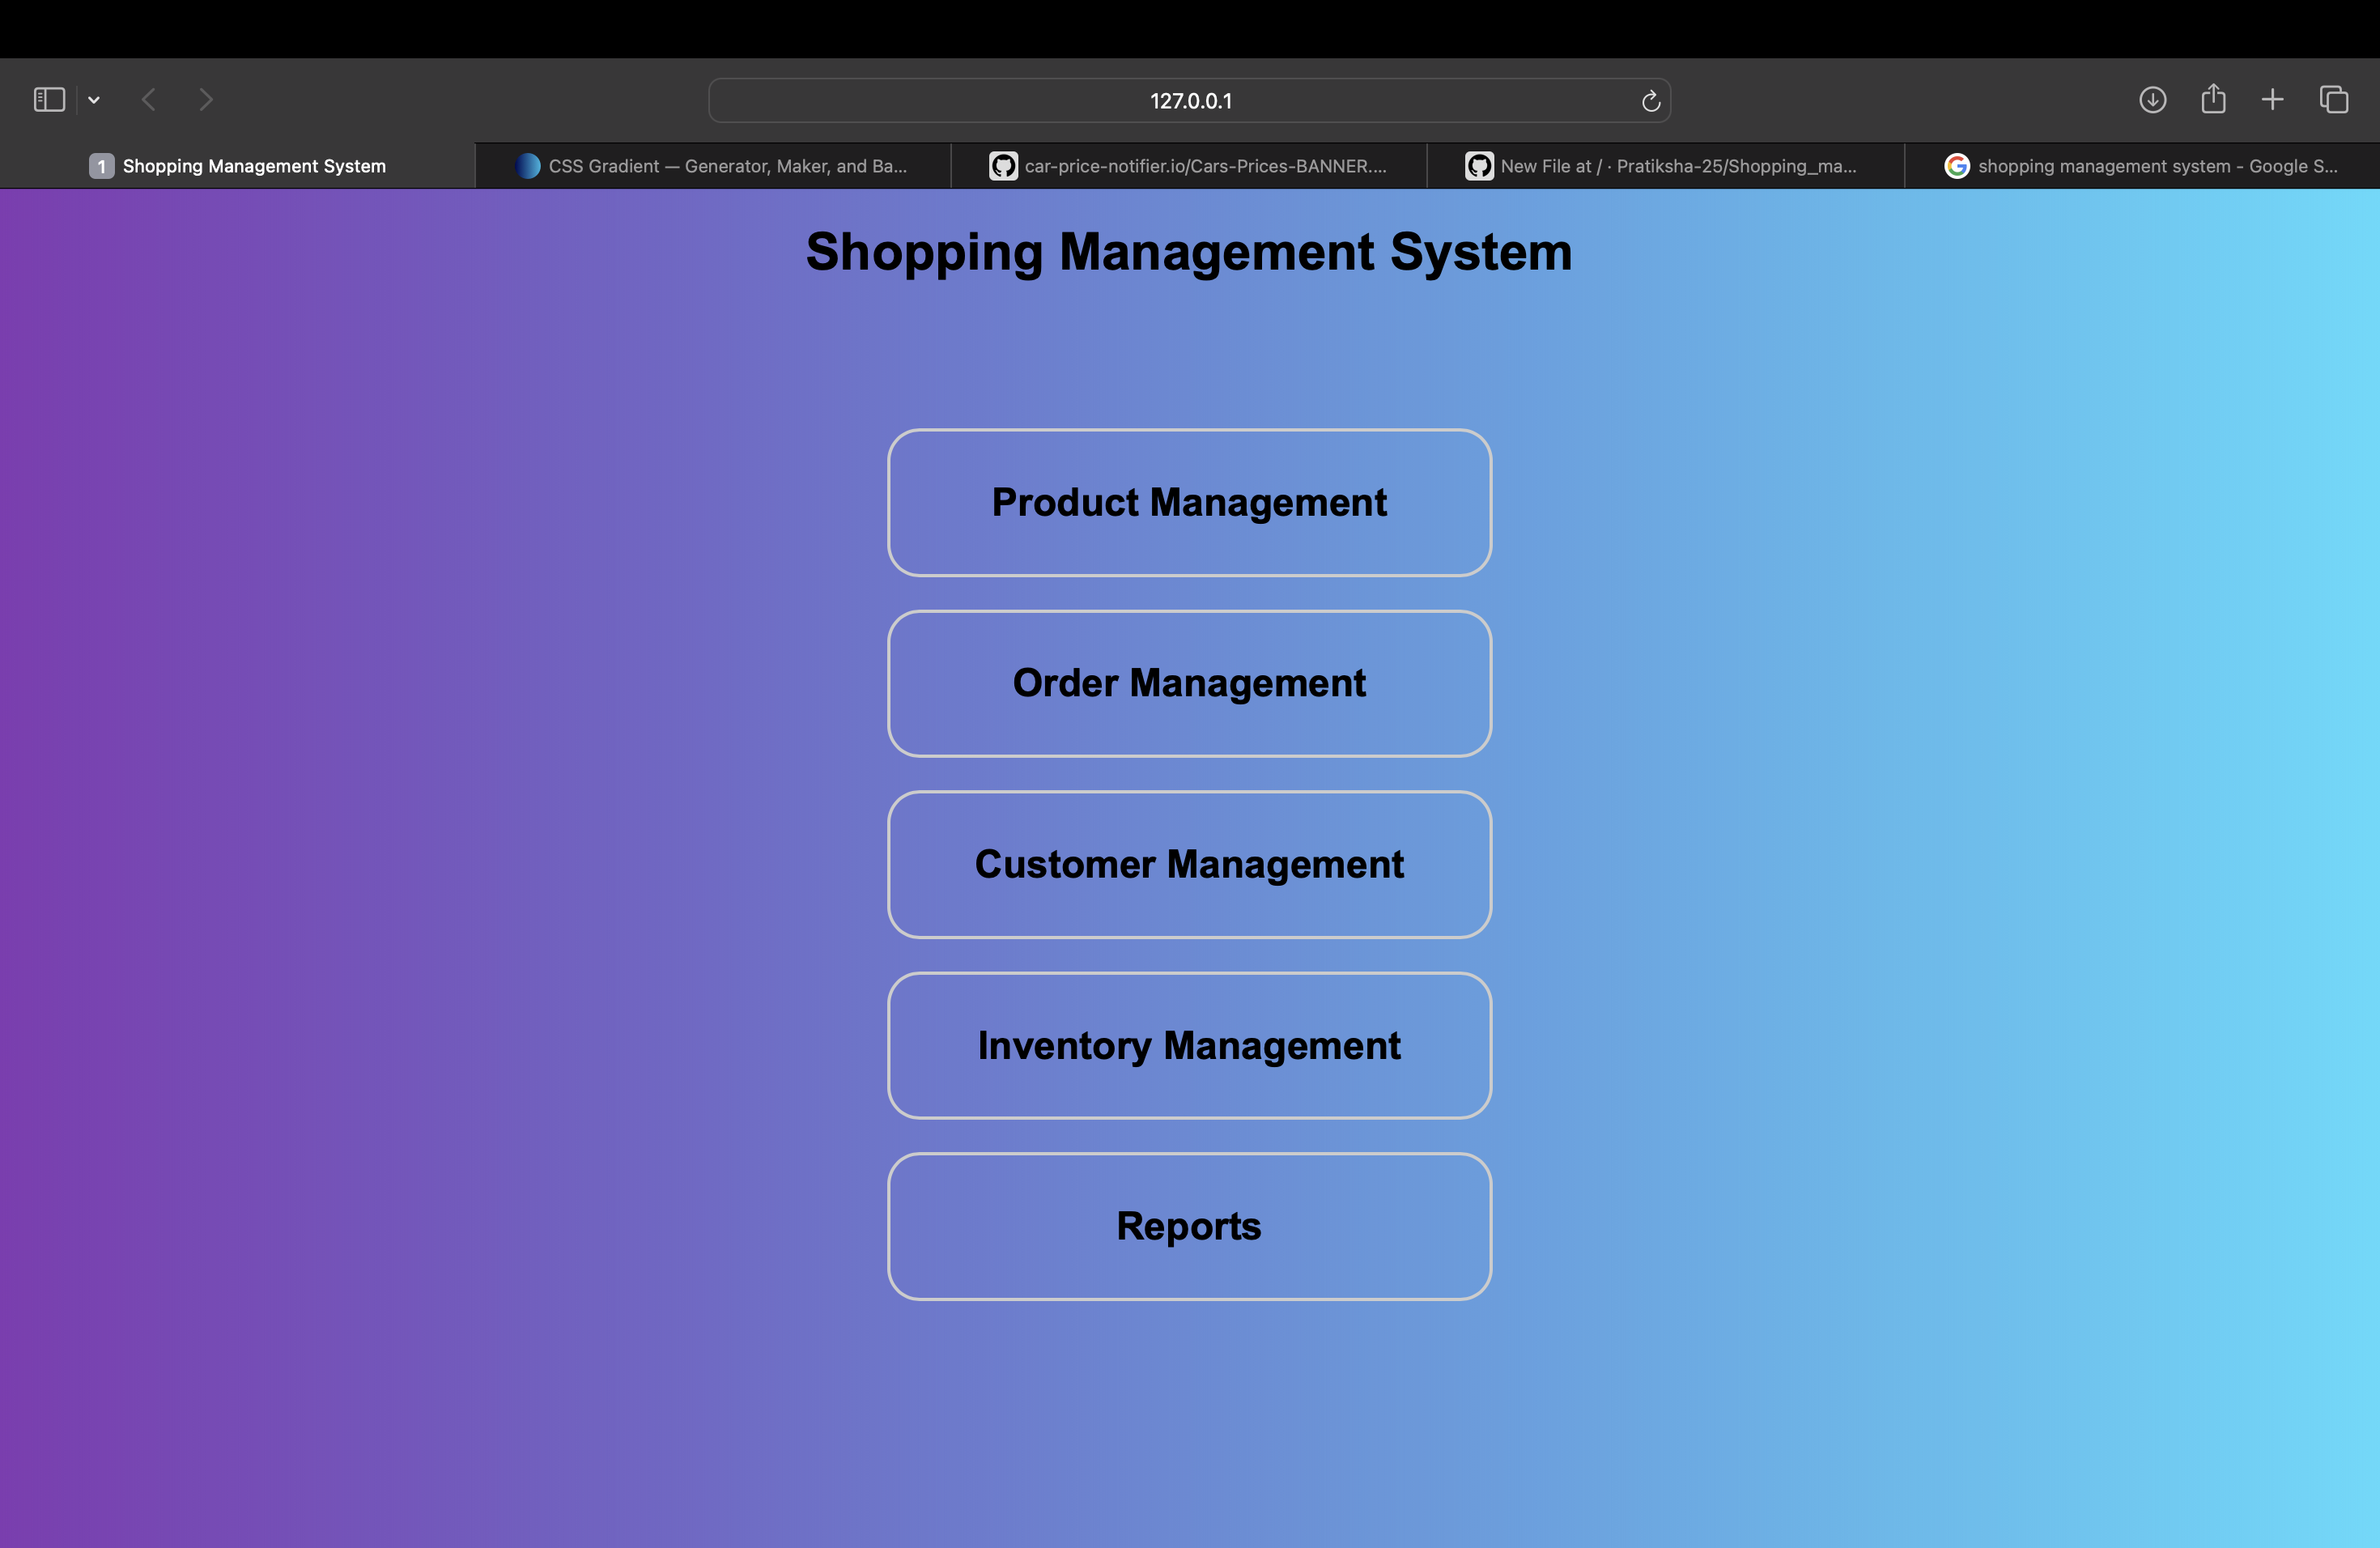 127.0.0.1
1 Shopping Management System
CSS Gradient — Generator, Maker, and Ba...
car-price-notifier.io/Cars-Prices-BANNER....
New File at / · Pratiksha-25/Shopping_ma...
shopping management system - Google S...
Shopping Management System
Product Management
Order Management
Customer Management
Inventory Management
Reports